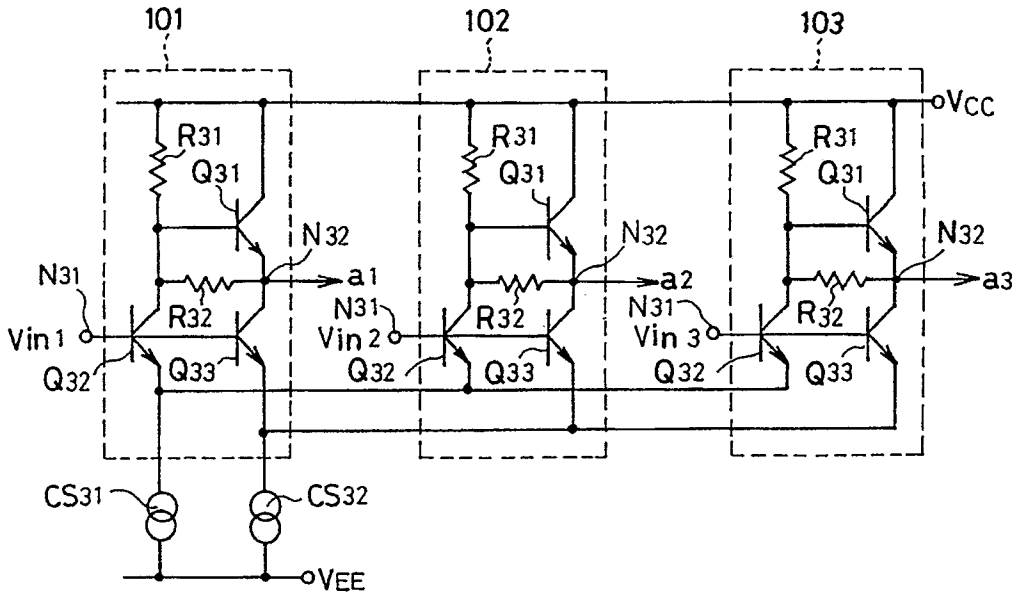 101 102 103
VCC
R31 R31 R31
Q31 Q31 Q31
N32 N32 N32
N31 a1 N31 a2 N31 a3
R32 R32 R32
Vin 1 Vin 2 Vin 3
Q32 Q33 Q32 Q33 Q32 Q33
CS31 CS32
VEE